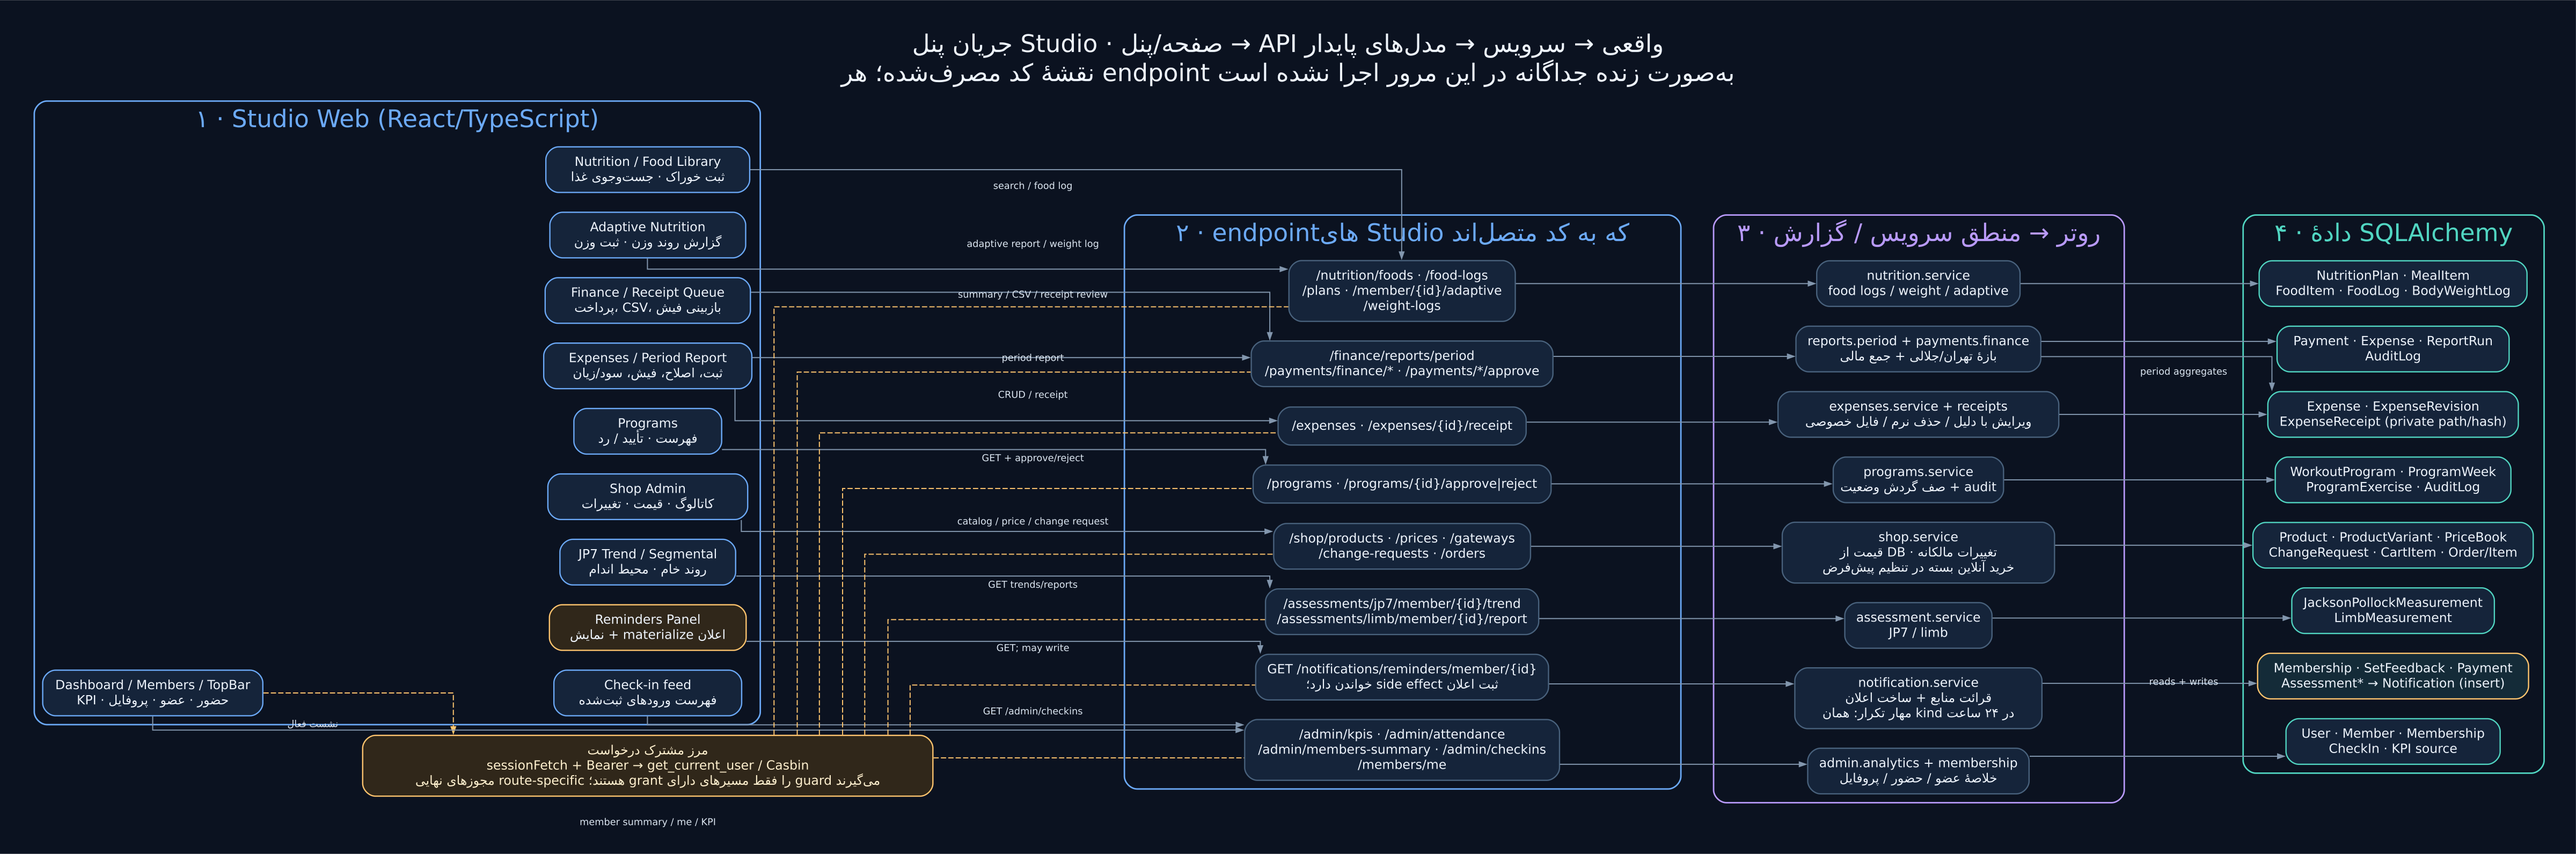 جریان پنل Studio · صفحه/پنل → API واقعی → سرویس → مدل‌های پایدار
نقشهٔ کد مصرف‌شده؛ هر endpoint به‌صورت زنده جداگانه در این مرور اجرا نشده است
۱ · Studio Web (React/TypeScript)
Nutrition / Food Library
ثبت خوراک · جست‌وجوی غذا
Adaptive Nutrition
گزارش روند وزن · ثبت وزن
Finance / Receipt Queue
پرداخت، CSV، بازبینی فیش
Expenses / Period Report
ثبت، اصلاح، فیش، سود/زیان
Programs
فهرست · تأیید / رد
Shop Admin
کاتالوگ · قیمت · تغییرات
JP7 Trend / Segmental
روند خام · محیط اندام
Reminders Panel
نمایش + materialize اعلان
Dashboard / Members / TopBar
KPI · حضور · عضو · پروفایل
Check-in feed
فهرست ورودهای ثبت‌شده
نشست فعال
مرز مشترک درخواست
sessionFetch + Bearer → get_current_user / Casbin
مجوزهای نهایی route-specific هستند؛ grant را فقط مسیرهای دارای guard می‌گیرند
member summary / me / KPI
search / food log
adaptive report / weight log
summary / CSV / receipt review
period report
CRUD / receipt
GET + approve/reject
catalog / price / change request
GET trends/reports
GET; may write
GET /admin/checkins
۲ · endpointهای Studio که به کد متصل‌اند
/nutrition/foods · /food-logs
/plans · /member/{id}/adaptive
/weight-logs
/finance/reports/period
/payments/finance/* · /payments/*/approve
/expenses · /expenses/{id}/receipt
/programs · /programs/{id}/approve|reject
/shop/products · /prices · /gateways
/change-requests · /orders
/assessments/jp7/member/{id}/trend
/assessments/limb/member/{id}/report
GET /notifications/reminders/member/{id}
خواندن دارد؛ side effect ثبت اعلان
/admin/kpis · /admin/attendance
/admin/members-summary · /admin/checkins
/members/me
۳ · روتر → منطق سرویس / گزارش
nutrition.service
food logs / weight / adaptive
reports.period + payments.finance
بازهٔ تهران/جلالی + جمع مالی
expenses.service + receipts
ویرایش با دلیل / حذف نرم / فایل خصوصی
programs.service
صف گردش وضعیت + audit
shop.service
قیمت از DB · تغییرات مالکانه
خرید آنلاین بسته در تنظیم پیش‌فرض
assessment.service
JP7 / limb
notification.service
قرائت منابع + ساخت اعلان
مهار تکرار: همان kind در ۲۴ ساعت
admin.analytics + membership
خلاصهٔ عضو / حضور / پروفایل
period aggregates
reads + writes
۴ · دادهٔ SQLAlchemy
NutritionPlan · MealItem
FoodItem · FoodLog · BodyWeightLog
Payment · Expense · ReportRun
AuditLog
Expense · ExpenseRevision
ExpenseReceipt (private path/hash)
WorkoutProgram · ProgramWeek
ProgramExercise · AuditLog
Product · ProductVariant · PriceBook
ChangeRequest · CartItem · Order/Item
JacksonPollockMeasurement
LimbMeasurement
Membership · SetFeedback · Payment
Assessment* → Notification (insert)
User · Member · Membership
CheckIn · KPI source